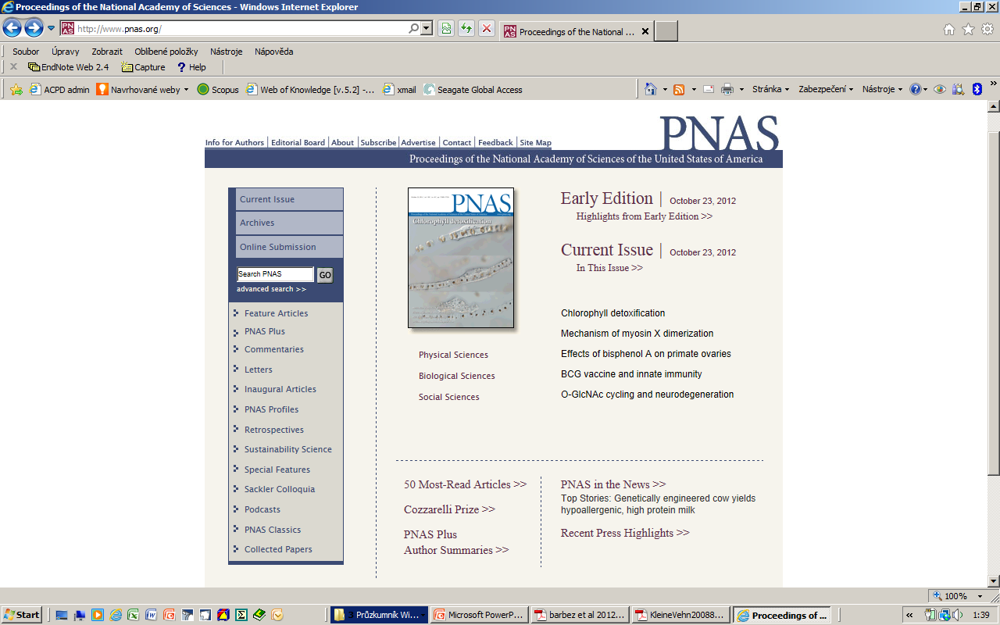 Proceedings of the National Academy of Sciences - Windows Internet Explorer
http://www.pnas.org/
Proceedings of the National ...
Soubor Úpravy Zobrazit Oblíbené položky Nástroje Nápověda
EndNote Web 2.4 Capture Help
ACPD admin Navrhované weby Scopus Web of Knowledge [v.5.2] -... xmail Seagate Global Access Stránka Zabezpečení Nástroje
PNAS
Info for Authors Editorial Board About Subscribe Advertise Contact Feedback Site Map
Proceedings of the National Academy of Sciences of the United States of America
Current Issue
Archives
Online Submission
Search PNAS GO
advanced search >>
Feature Articles
PNAS Plus
Commentaries
Letters
Inaugural Articles
PNAS Profiles
Retrospectives
Sustainability Science
Special Features
Sackler Colloquia
Podcasts
PNAS Classics
Collected Papers
PNAS
Chlorophyll detoxification
Physical Sciences
Biological Sciences
Social Sciences
Early Edition | October 23, 2012
Highlights from Early Edition >>
Current Issue | October 23, 2012
In This Issue >>
Chlorophyll detoxification
Mechanism of myosin X dimerization
Effects of bisphenol A on primate ovaries
BCG vaccine and innate immunity
O-GlcNAc cycling and neurodegeneration
50 Most-Read Articles >>
Cozzarelli Prize >>
PNAS Plus
Author Summaries >>
PNAS in the News >>
Top Stories: Genetically engineered cow yields
hypoallergenic, high protein milk
Recent Press Highlights >>
100%
Start 3 Průzkumník Wi... Microsoft PowerP... barbez et al 2012... KleineVehn20088... Proceedings of ... 1:39